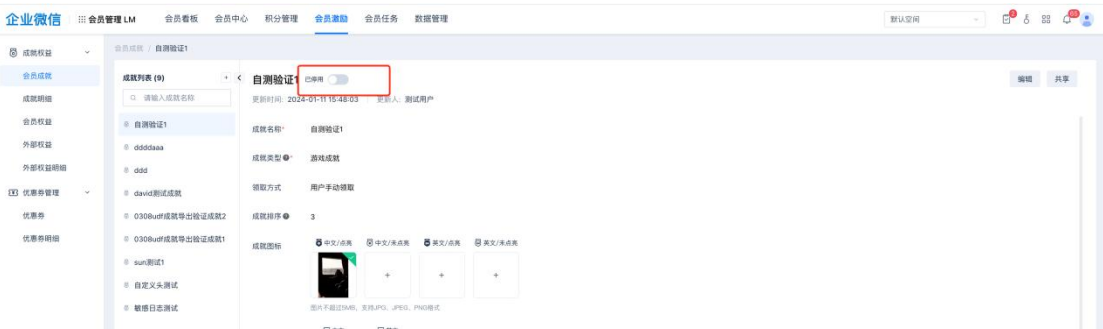 企业微信 会员管理 LM 会员看板 会员中心 积分管理 会员激励 会员任务 数据管理 默认空间
成就权益
会员成就
成就明细
会员权益
外部权益
外部权益明细
优惠券管理
优惠券
优惠券明细
会员成就 / 自测验证1
成就列表 (9)
请输入成就名称
自测验证1
ddddaaa
ddd
david测试成就
0308udf成就导出验证成就2
0308udf成就导出验证成就1
sun测试1
自定义头测试
敏感日志测试
自测验证1 已停用 编辑 共享
更新时间: 2024-01-11 15:48:03 更新人: 测试用户
成就名称* 自测验证1
成就类型* 游戏成就
领取方式 用户手动领取
成就排序 3
成就图标 中文/点亮 中文/未点亮 英文/点亮 英文/未点亮
图片不超过5MB，支持JPG、JPEG、PNG格式